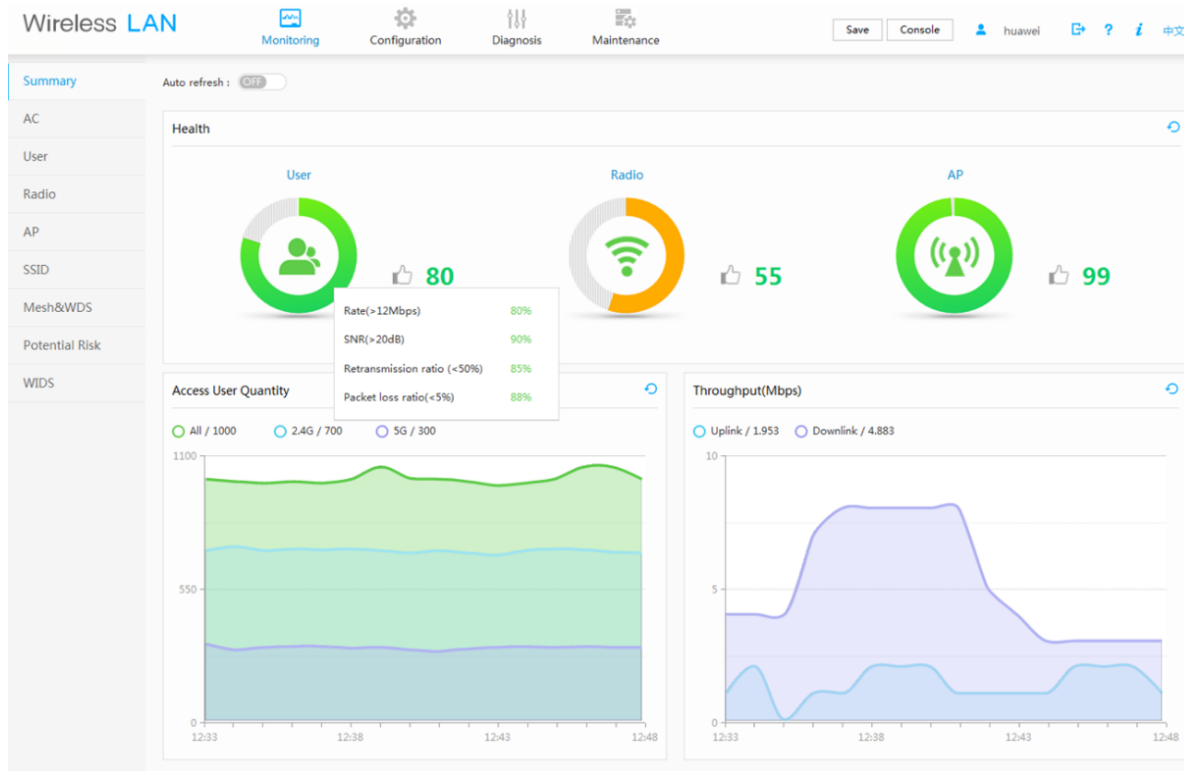 Wireless LAN
Monitoring
Configuration
Diagnosis
Maintenance
Save
Console
huawei
?
i
中文
Summary
AC
User
Radio
AP
SSID
Mesh&WDS
Potential Risk
WIDS
Auto refresh :
OFF
Health
User
80
Radio
55
AP
99
Rate(>12Mbps) 80%
SNR(>20dB) 90%
Retransmission ratio (<50%) 85%
Packet loss ratio(<5%) 88%
Access User Quantity
All / 1000
2.4G / 700
5G / 300
1100
550
0
12:33
12:38
12:43
12:48
Throughput(Mbps)
Uplink / 1.953
Downlink / 4.883
10
5
0
12:33
12:38
12:43
12:48